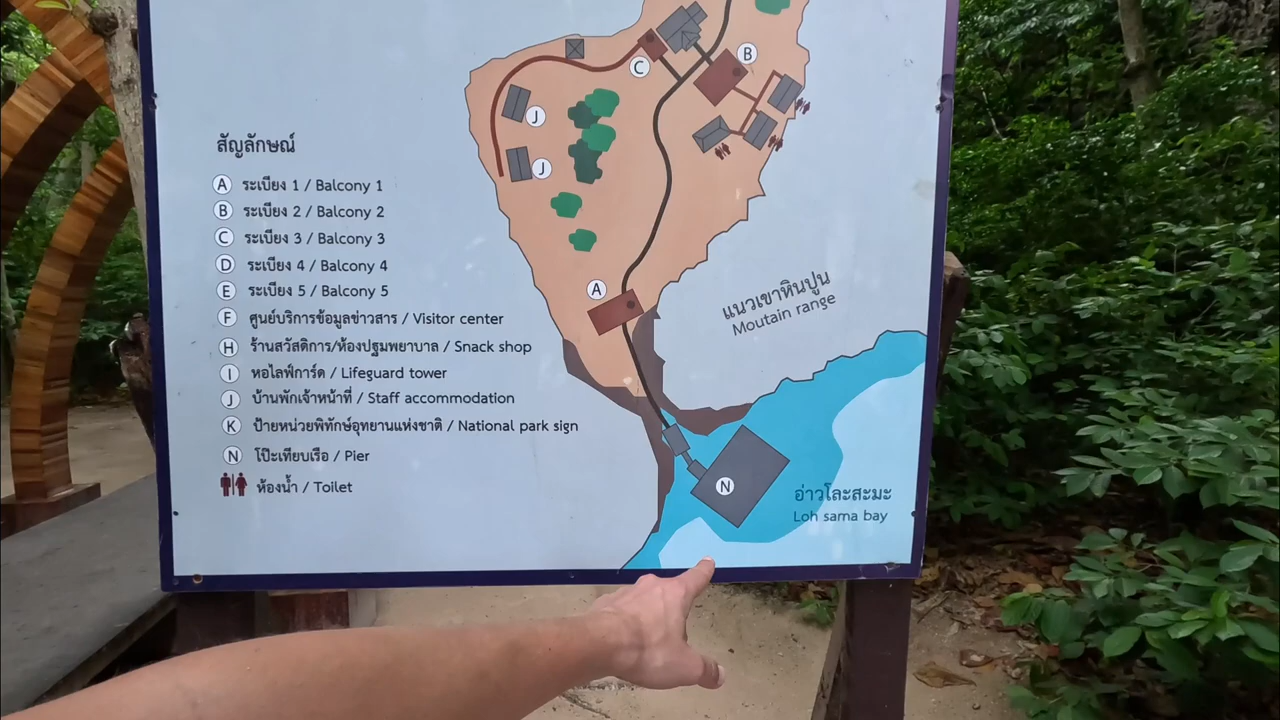 สัญลักษณ์
A ระเบียง 1 / Balcony 1
B ระเบียง 2 / Balcony 2
C ระเบียง 3 / Balcony 3
D ระเบียง 4 / Balcony 4
E ระเบียง 5 / Balcony 5
F ศูนย์บริการข้อมูลข่าวสาร / Visitor center
H ร้านสวัสดิการ/ห้องปฐมพยาบาล / Snack shop
I หอไลฟ์การ์ด / Lifeguard tower
J บ้านพักเจ้าหน้าที่ / Staff accommodation
K ป้ายหน่วยพิทักษ์อุทยานแห่งชาติ / National park sign
N โป๊ะเทียบเรือ / Pier
ห้องน้ำ / Toilet
B
C
J
J
A
แนวเขาหินปูน
Moutain range
N
อ่าวโละสะมะ
Loh sama bay